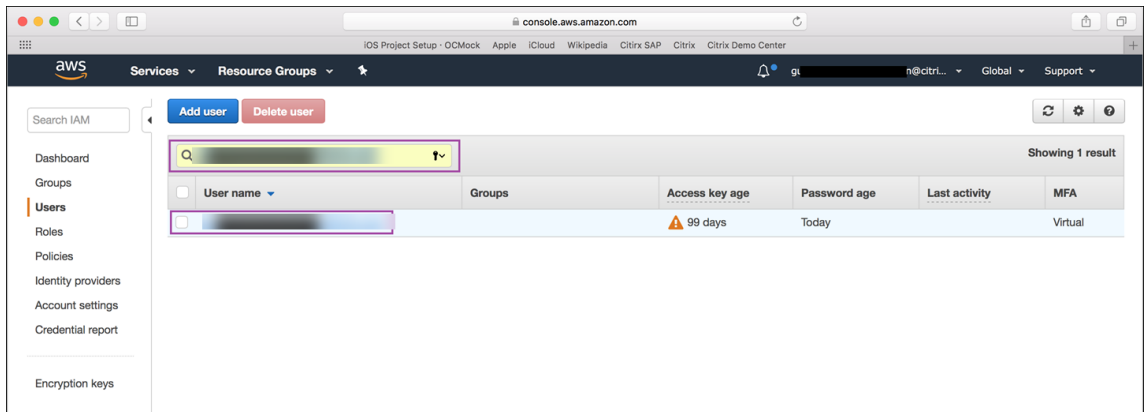 console.aws.amazon.com
iOS Project Setup · OCMock Apple iCloud Wikipedia Citirx SAP Citrix Citrix Demo Center
aws Services Resource Groups gu n@citri... Global Support
Search IAM
Add user Delete user
Showing 1 result
User name Groups Access key age Password age Last activity MFA
99 days Today Virtual
Dashboard
Groups
Users
Roles
Policies
Identity providers
Account settings
Credential report
Encryption keys